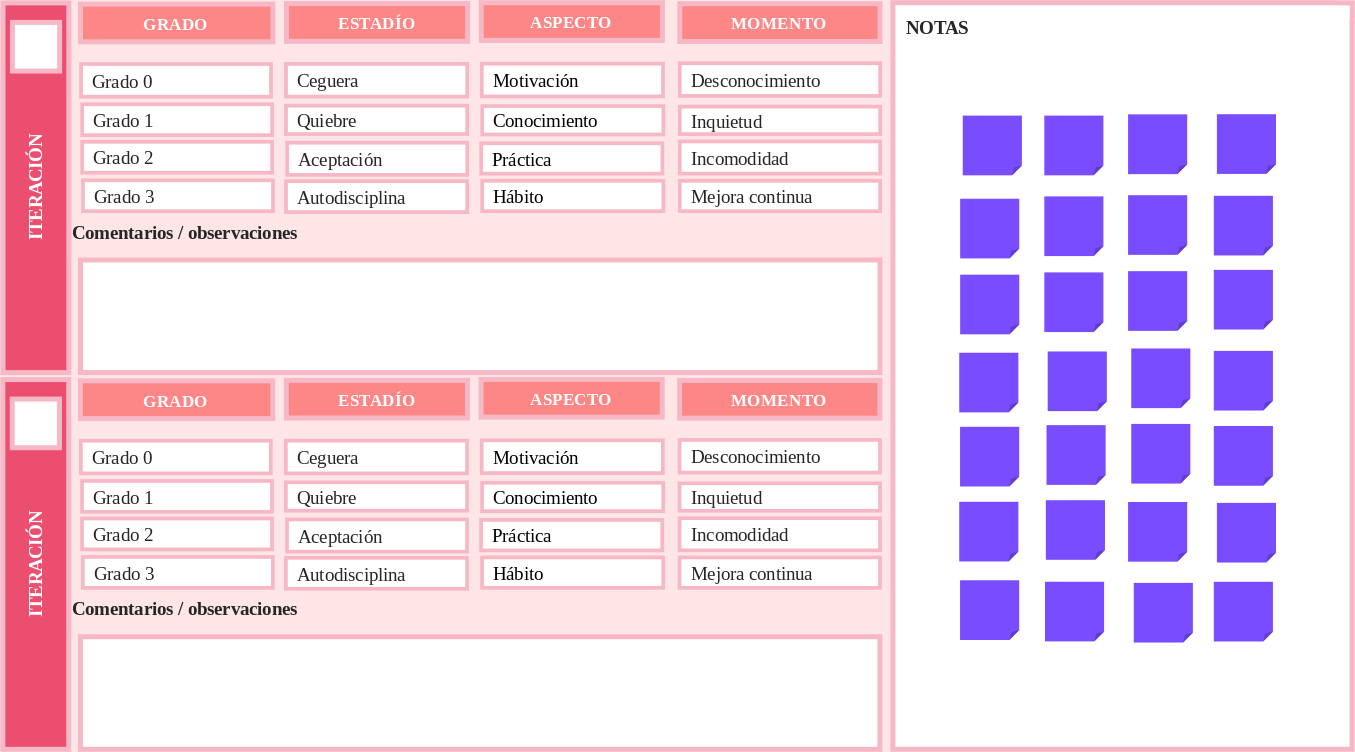 ITERACIÓN
GRADO ESTADÍO ASPECTO MOMENTO
Grado 0 Ceguera Motivación Desconocimiento
Grado 1 Quiebre Conocimiento Inquietud
Grado 2 Aceptación Práctica Incomodidad
Grado 3 Autodisciplina Hábito Mejora continua
Comentarios / observaciones
ITERACIÓN
GRADO ESTADÍO ASPECTO MOMENTO
Grado 0 Ceguera Motivación Desconocimiento
Grado 1 Quiebre Conocimiento Inquietud
Grado 2 Aceptación Práctica Incomodidad
Grado 3 Autodisciplina Hábito Mejora continua
Comentarios / observaciones
NOTAS